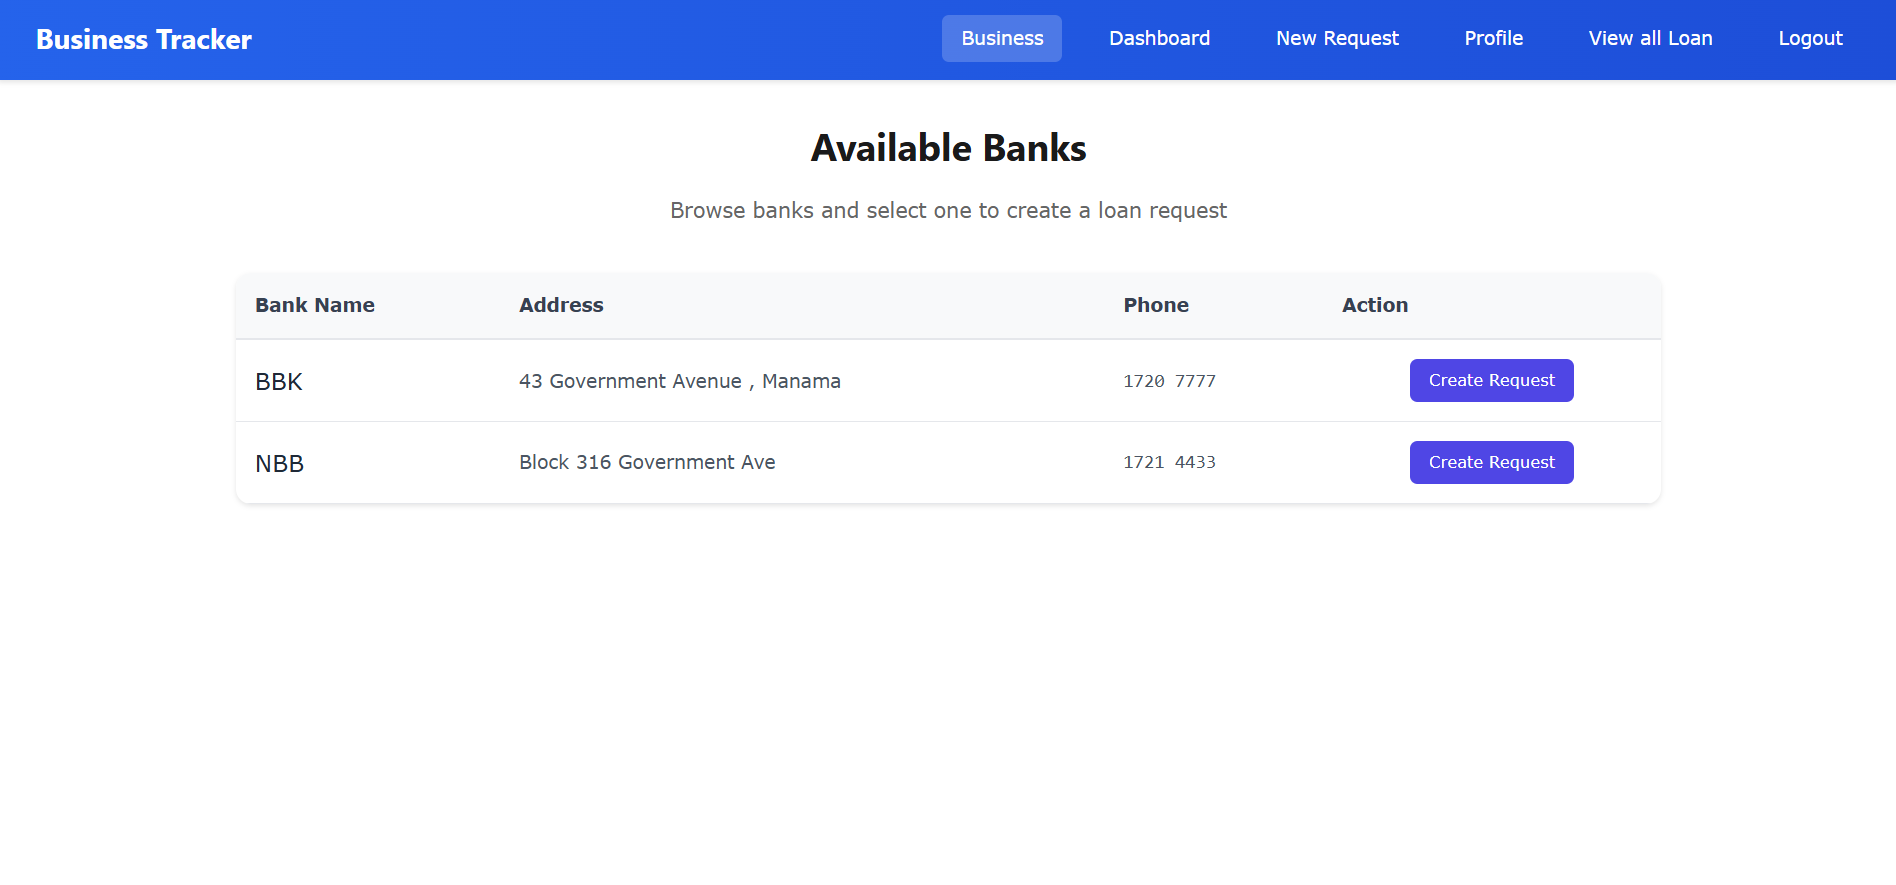 Business Tracker Business Dashboard New Request Profile View all Loan Logout
Available Banks
Browse banks and select one to create a loan request
Bank Name Address Phone Action
BBK 43 Government Avenue , Manama 1720 7777 Create Request
NBB Block 316 Government Ave 1721 4433 Create Request